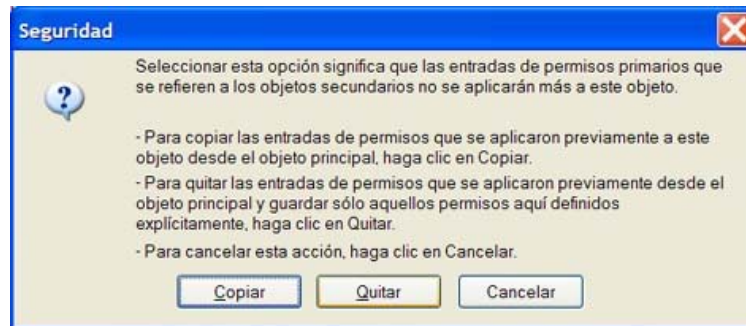 Seguridad
Seleccionar esta opción significa que las entradas de permisos primarios que
se refieren a los objetos secundarios no se aplicarán más a este objeto.
- Para copiar las entradas de permisos que se aplicaron previamente a este
objeto desde el objeto principal, haga clic en Copiar.
- Para quitar las entradas de permisos que se aplicaron previamente desde el
objeto principal y guardar sólo aquellos permisos aquí definidos
explícitamente, haga clic en Quitar.
- Para cancelar esta acción, haga clic en Cancelar.
Copiar Quitar Cancelar